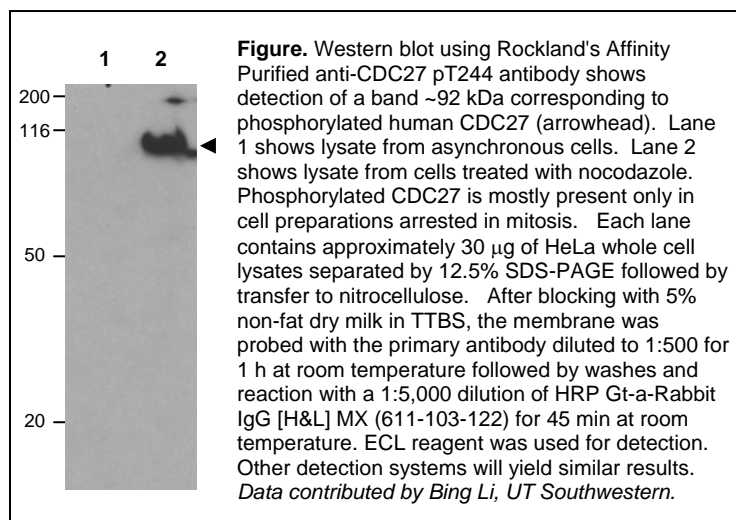 1 2
200
116
50
20
Figure. Western blot using Rockland's Affinity
Purified anti-CDC27 pT244 antibody shows
detection of a band ~92 kDa corresponding to
phosphorylated human CDC27 (arrowhead). Lane
1 shows lysate from asynchronous cells. Lane 2
shows lysate from cells treated with nocodazole.
Phosphorylated CDC27 is mostly present only in
cell preparations arrested in mitosis. Each lane
contains approximately 30 μg of HeLa whole cell
lysates separated by 12.5% SDS-PAGE followed by
transfer to nitrocellulose. After blocking with 5%
non-fat dry milk in TTBS, the membrane was
probed with the primary antibody diluted to 1:500 for
1 h at room temperature followed by washes and
reaction with a 1:5,000 dilution of HRP Gt-a-Rabbit
IgG [H&L] MX (611-103-122) for 45 min at room
temperature. ECL reagent was used for detection.
Other detection systems will yield similar results.
Data contributed by Bing Li, UT Southwestern.